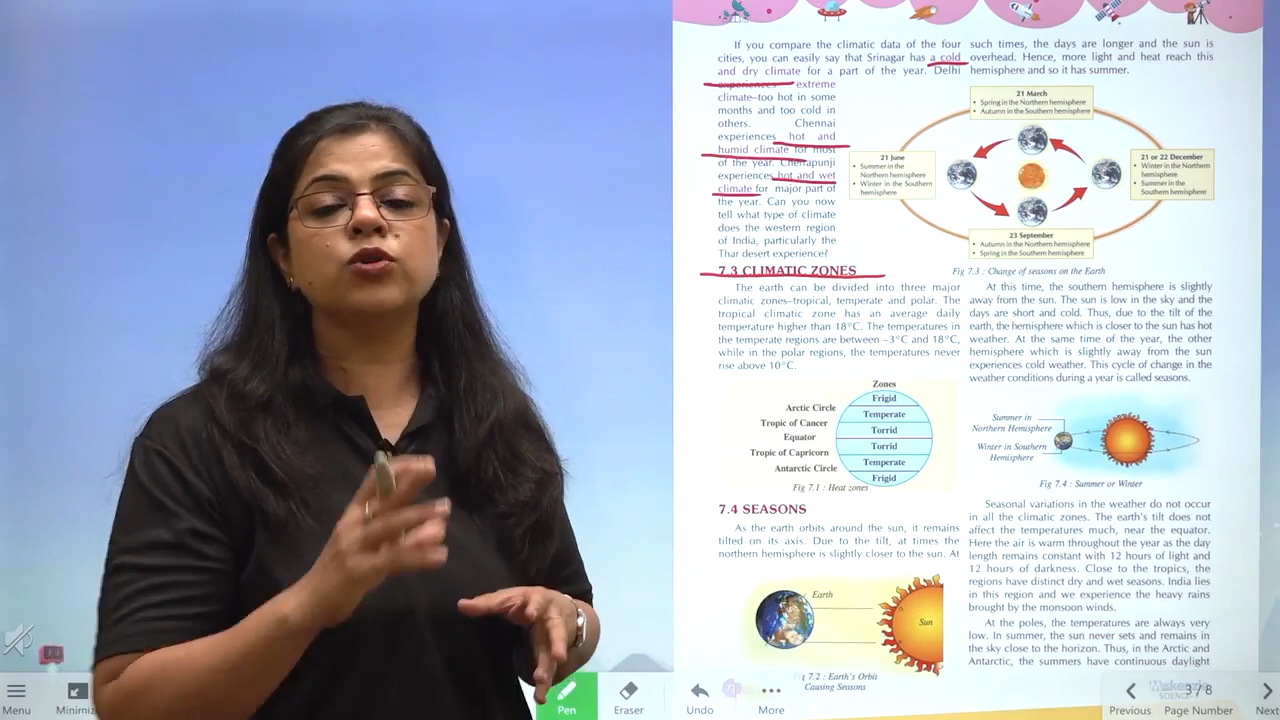 If you compare the climatic data of the four
cities, you can easily say that Srinagar has a cold
and dry climate for a part of the year. Delhi
experiences extreme
climate–too hot in some
months and too cold in
others. Chennai
experiences hot and
humid climate for most
of the year. Cherrapunji
experiences hot and wet
climate for major part of
the year. Can you now
tell what type of climate
does the western region
of India, particularly the
Thar desert experience?
7.3 CLIMATIC ZONES
The earth can be divided into three major
climatic zones–tropical, temperate and polar. The
tropical climatic zone has an average daily
temperature higher than 18°C. The temperatures in
the temperate regions are between –3°C and 18°C,
while in the polar regions, the temperatures never
rise above 10°C.
Zones
Frigid
Arctic Circle
Temperate
Tropic of Cancer
Torrid
Equator
Torrid
Tropic of Capricorn
Temperate
Antarctic Circle
Frigid
Fig 7.1 : Heat zones
7.4 SEASONS
As the earth orbits around the sun, it remains
tilted on its axis. Due to the tilt, at times the
northern hemisphere is slightly closer to the sun. At
Earth
Sun
7.2 : Earth's Orbit
Causing Seasons
such times, the days are longer and the sun is
overhead. Hence, more light and heat reach this
hemisphere and so it has summer.
21 March
• Spring in the Northern hemisphere
• Autumn in the Southern hemisphere
21 June
• Summer in the
Northern hemisphere
• Winter in the Southern
hemisphere
21 or 22 December
• Winter in the Northern
hemisphere
• Summer in the
Southern hemisphere
23 September
• Autumn in the Northern hemisphere
• Spring in the Southern hemisphere
Fig 7.3 : Change of seasons on the Earth
At this time, the southern hemisphere is slightly
away from the sun. The sun is low in the sky and the
days are short and cold. Thus, due to the tilt of the
earth, the hemisphere which is closer to the sun has hot
weather. At the same time of the year, the other
hemisphere which is slightly away from the sun
experiences cold weather. This cycle of change in the
weather conditions during a year is called seasons.
Summer in
Northern Hemisphere
Winter in Southern
Hemisphere
Fig 7.4 : Summer or Winter
Seasonal variations in the weather do not occur
in all the climatic zones. The earth's tilt does not
affect the temperatures much, near the equator.
Here the air is warm throughout the year as the day
length remains constant with 12 hours of light and
12 hours of darkness. Close to the tropics, the
regions have distinct dry and wet seasons. India lies
in this region and we experience the heavy rains
brought by the monsoon winds.
At the poles, the temperatures are always very
low. In summer, the sun never sets and remains in
the sky close to the horizon. Thus, in the Arctic and
Antarctic, the summers have continuous daylight
Menu
Minimiz
Pen
Eraser
Undo
More
3 / 8
Previous
Page Number
Next